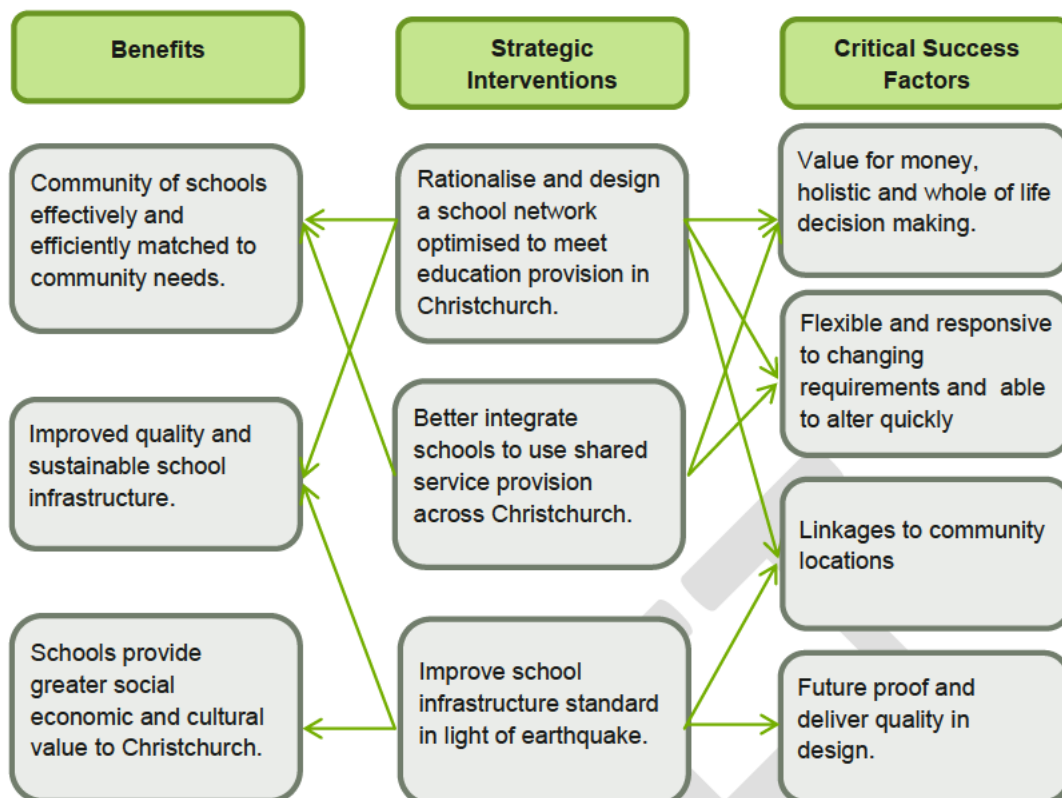 Benefits
Strategic
Interventions
Critical Success
Factors
Community of schools
effectively and
efficiently matched to
community needs.
Rationalise and design
a school network
optimised to meet
education provision in
Christchurch.
Value for money,
holistic and whole of life
decision making.
Flexible and responsive
to changing
requirements and  able
to alter quickly
Improved quality and
sustainable school
infrastructure.
Better integrate
schools to use shared
service provision
across Christchurch.
Linkages to community
locations
Schools provide
greater social
economic and cultural
value to Christchurch.
Improve school
infrastructure standard
in light of earthquake.
Future proof and
deliver quality in
design.